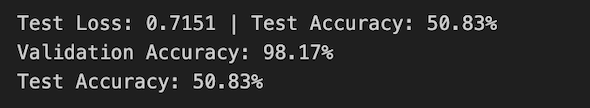 Test Loss: 0.7151 | Test Accuracy: 50.83%
Validation Accuracy: 98.17%
Test Accuracy: 50.83%